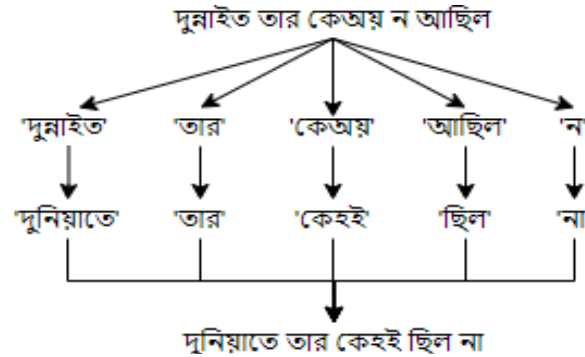 দুন্নাইত তার কেঅয় ন আছিল
'দুন্নাইত' 'তার' 'কেঅয়' 'আছিল' 'ন'
'দুনিয়াতে' 'তার' 'কেহই' 'ছিল' 'না'
দুনিয়াতে তার কেহই ছিল না